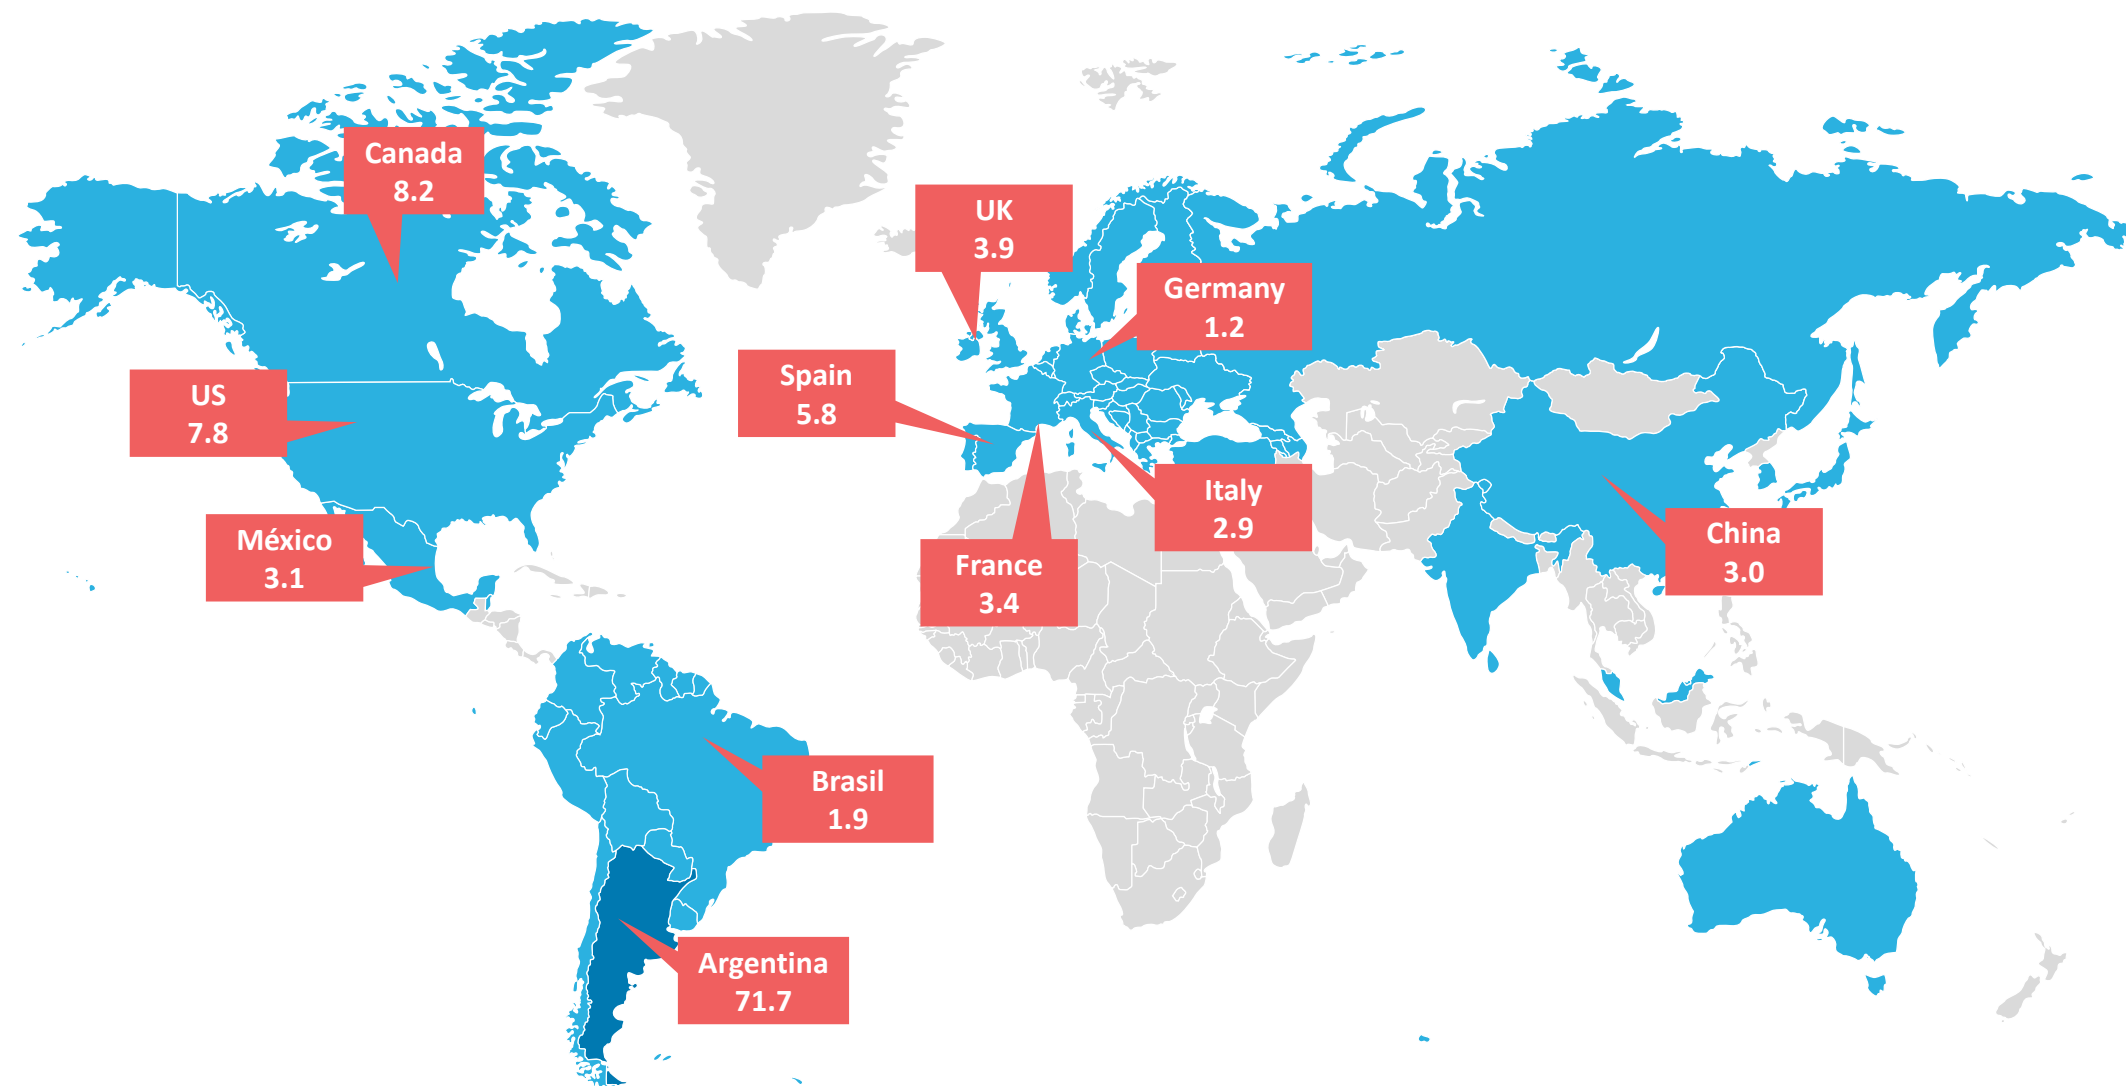 Canada
8.2
UK
3.9
Germany
1.2
Spain
5.8
US
7.8
Italy
2.9
México
3.1
France
3.4
China
3.0
Brasil
1.9
Argentina
71.7